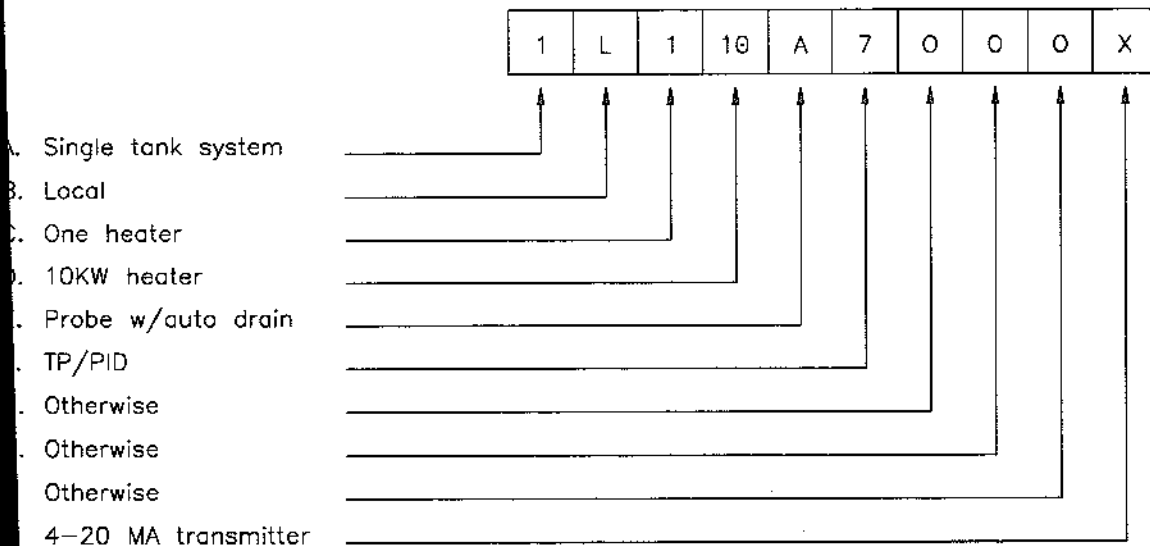 1 L 1 10 A 7 O O O X
A. Single tank system
B. Local
C. One heater
D. 10KW heater
. Probe w/auto drain
. TP/PID
. Otherwise
. Otherwise
Otherwise
4-20 MA transmitter